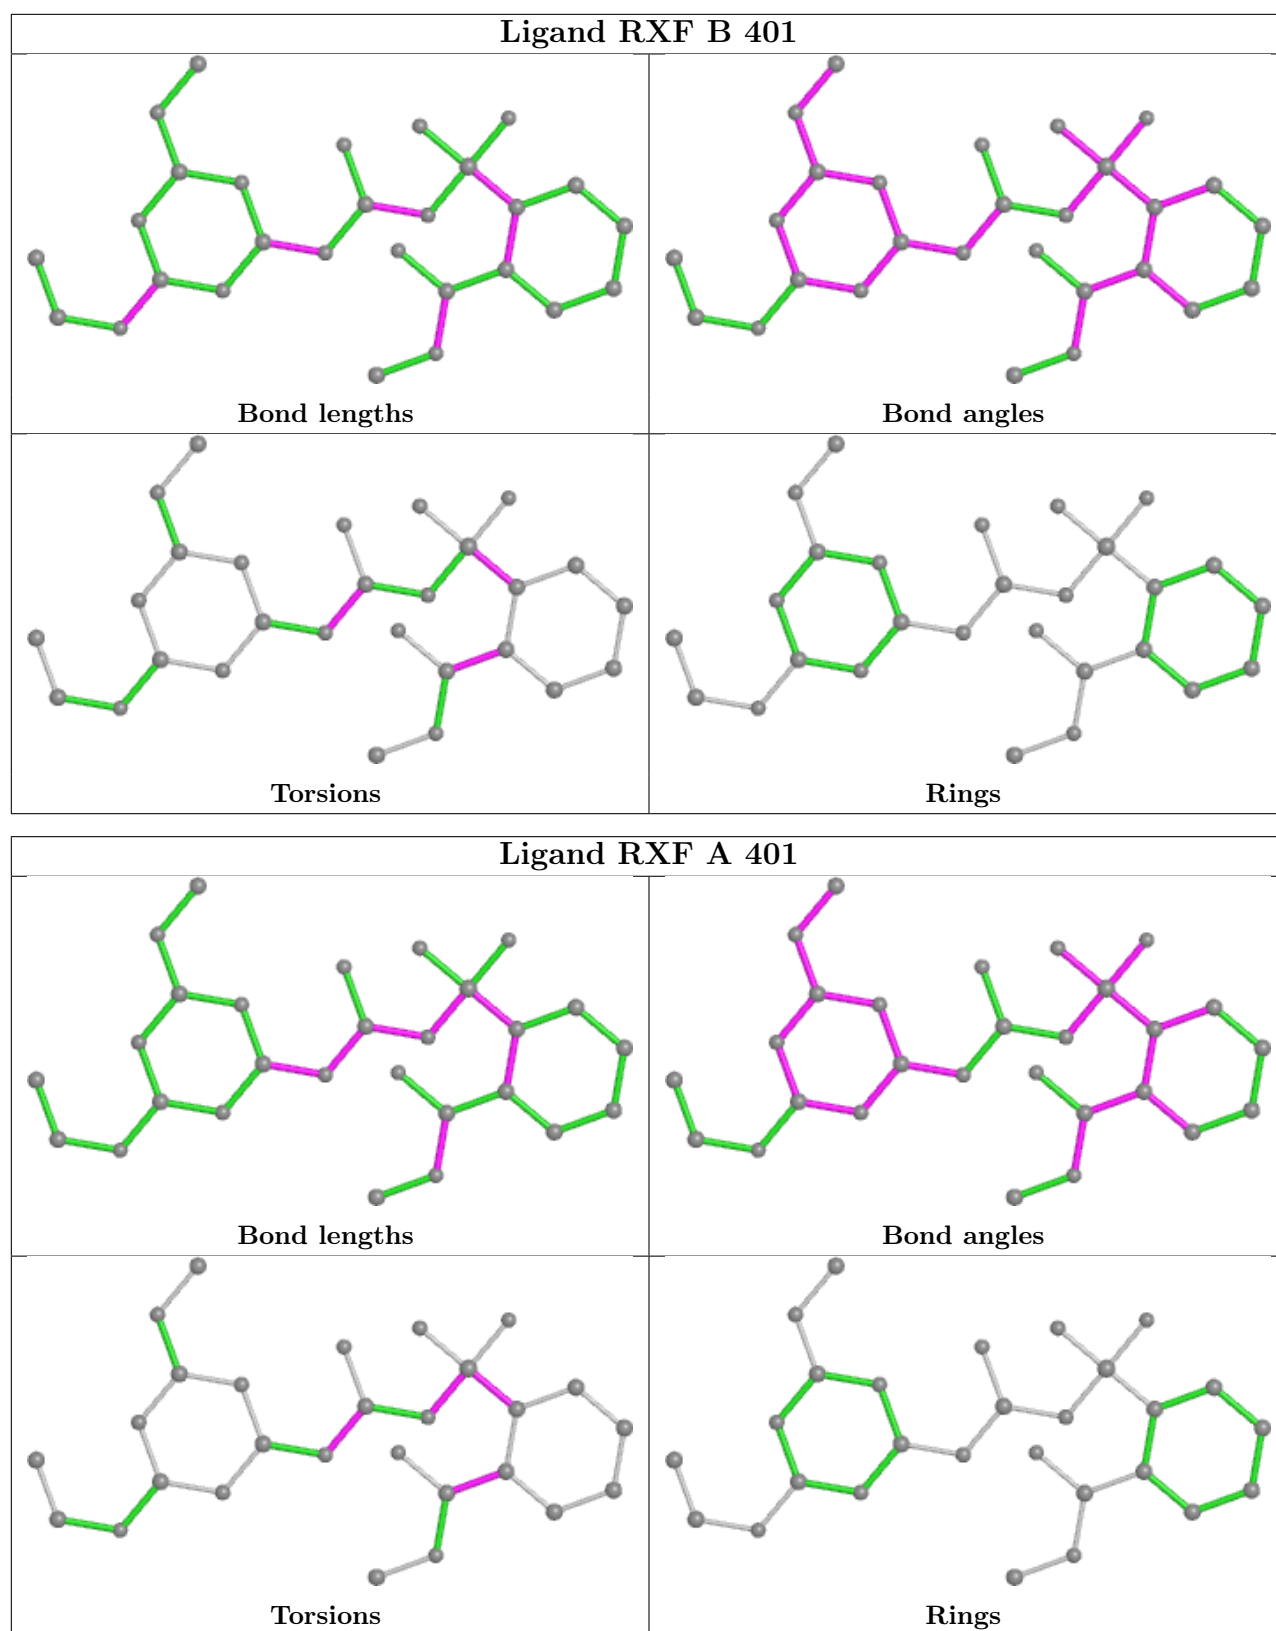 Ligand RXF B 401
Bond lengths
Bond angles
Torsions
Rings
Ligand RXF A 401
Bond lengths
Bond angles
Torsions
Rings